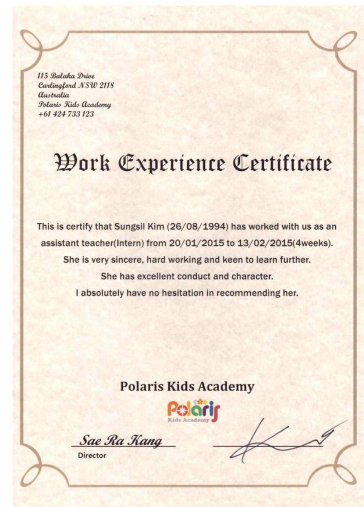 115 Balaka Drive
Carlingford NSW 2118
Australia
Polaris Kids Academy
+61 424 733 123
Work Experience Certificate
This is certify that Sungsil Kim (26/08/1994) has worked with us as an
assistant teacher(Intern) from 20/01/2015 to 13/02/2015(4weeks).
She is very sincere, hard working and keen to learn further.
She has excellent conduct and character.
I absolutely have no hesitation in recommending her.
Polaris Kids Academy
Polaris
Kids Academy
Sae Ra Kang
Director